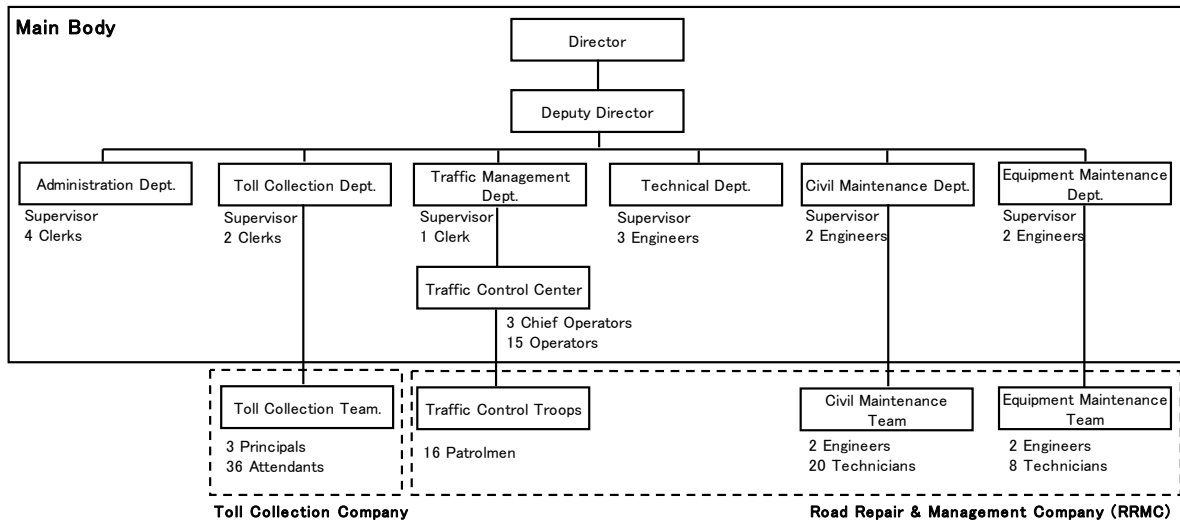 Main Body
Director
Deputy Director
Administration Dept.
Supervisor
4 Clerks
Toll Collection Dept.
Supervisor
2 Clerks
Traffic Management
Dept.
Supervisor
1 Clerk
Technical Dept.
Supervisor
3 Engineers
Civil Maintenance Dept.
Supervisor
2 Engineers
Equipment Maintenance
Dept.
Supervisor
2 Engineers
Traffic Control Center
3 Chief Operators
15 Operators
Toll Collection Team.
3 Principals
36 Attendants
Traffic Control Troops
16 Patrolmen
Civil Maintenance
Team
2 Engineers
20 Technicians
Equipment Maintenance
Team
2 Engineers
8 Technicians
Toll Collection Company
Road Repair & Management Company (RRMC)